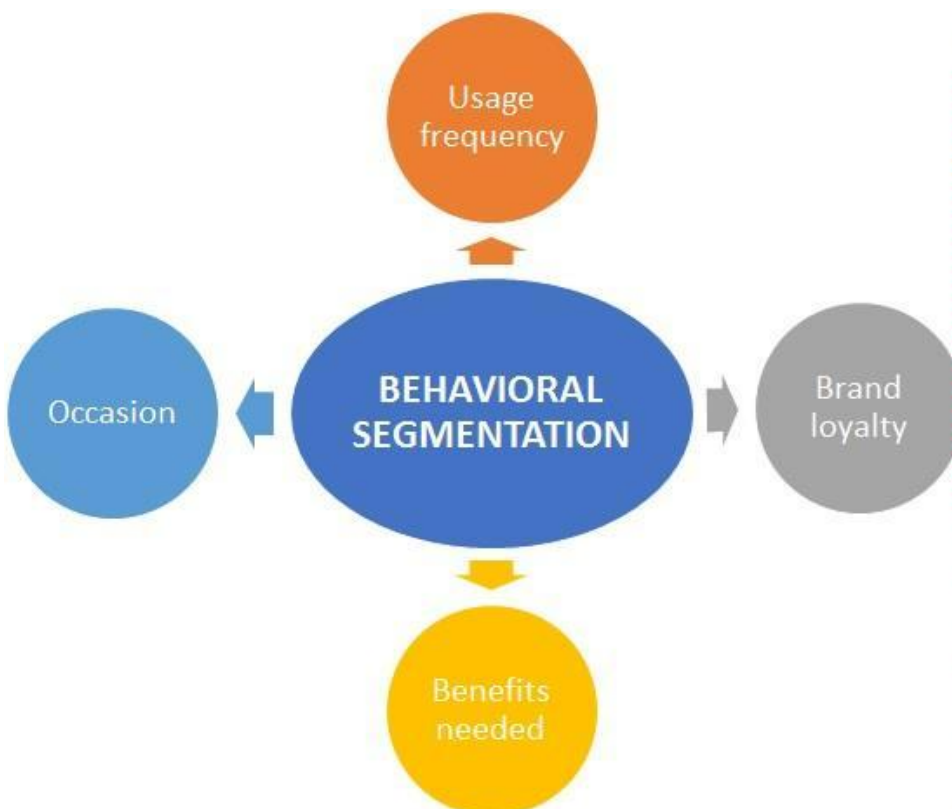 Usage
frequency
Occasion
BEHAVIORAL
SEGMENTATION
Brand
loyalty
Benefits
needed